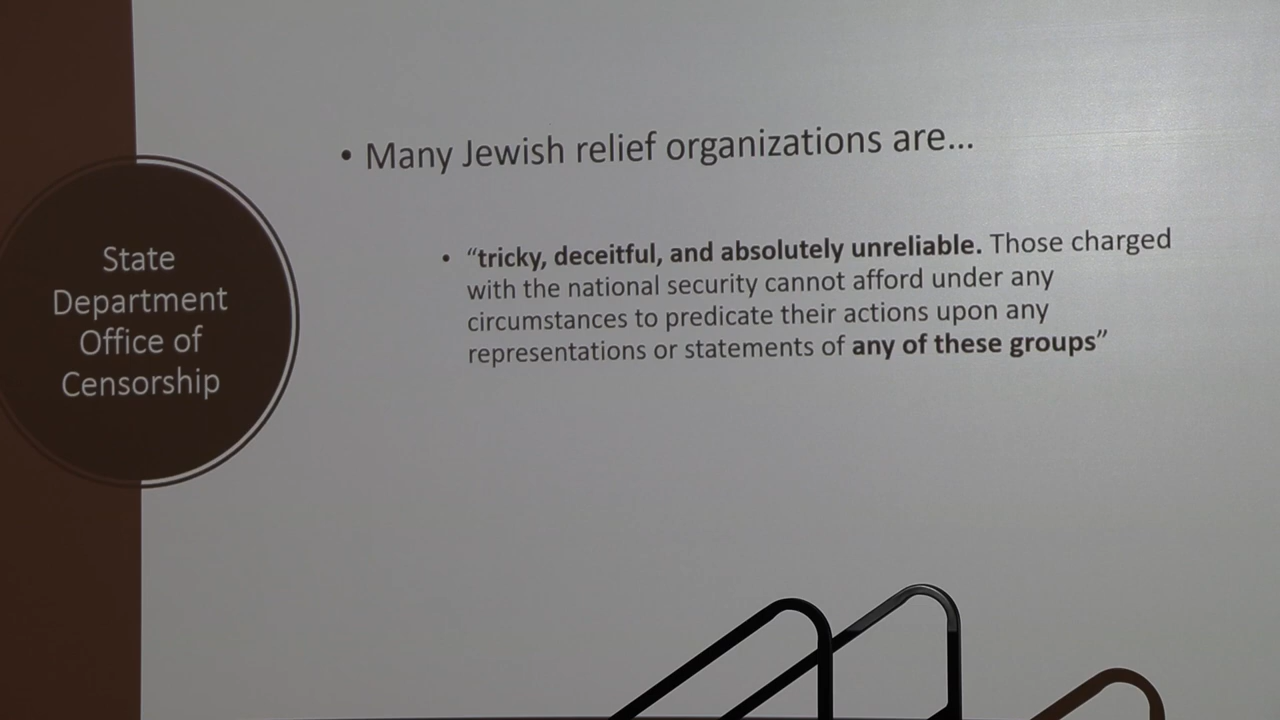 State
Department
Office of
Censorship
• Many Jewish relief organizations are...
• “tricky, deceitful, and absolutely unreliable. Those charged
with the national security cannot afford under any
circumstances to predicate their actions upon any
representations or statements of any of these groups”